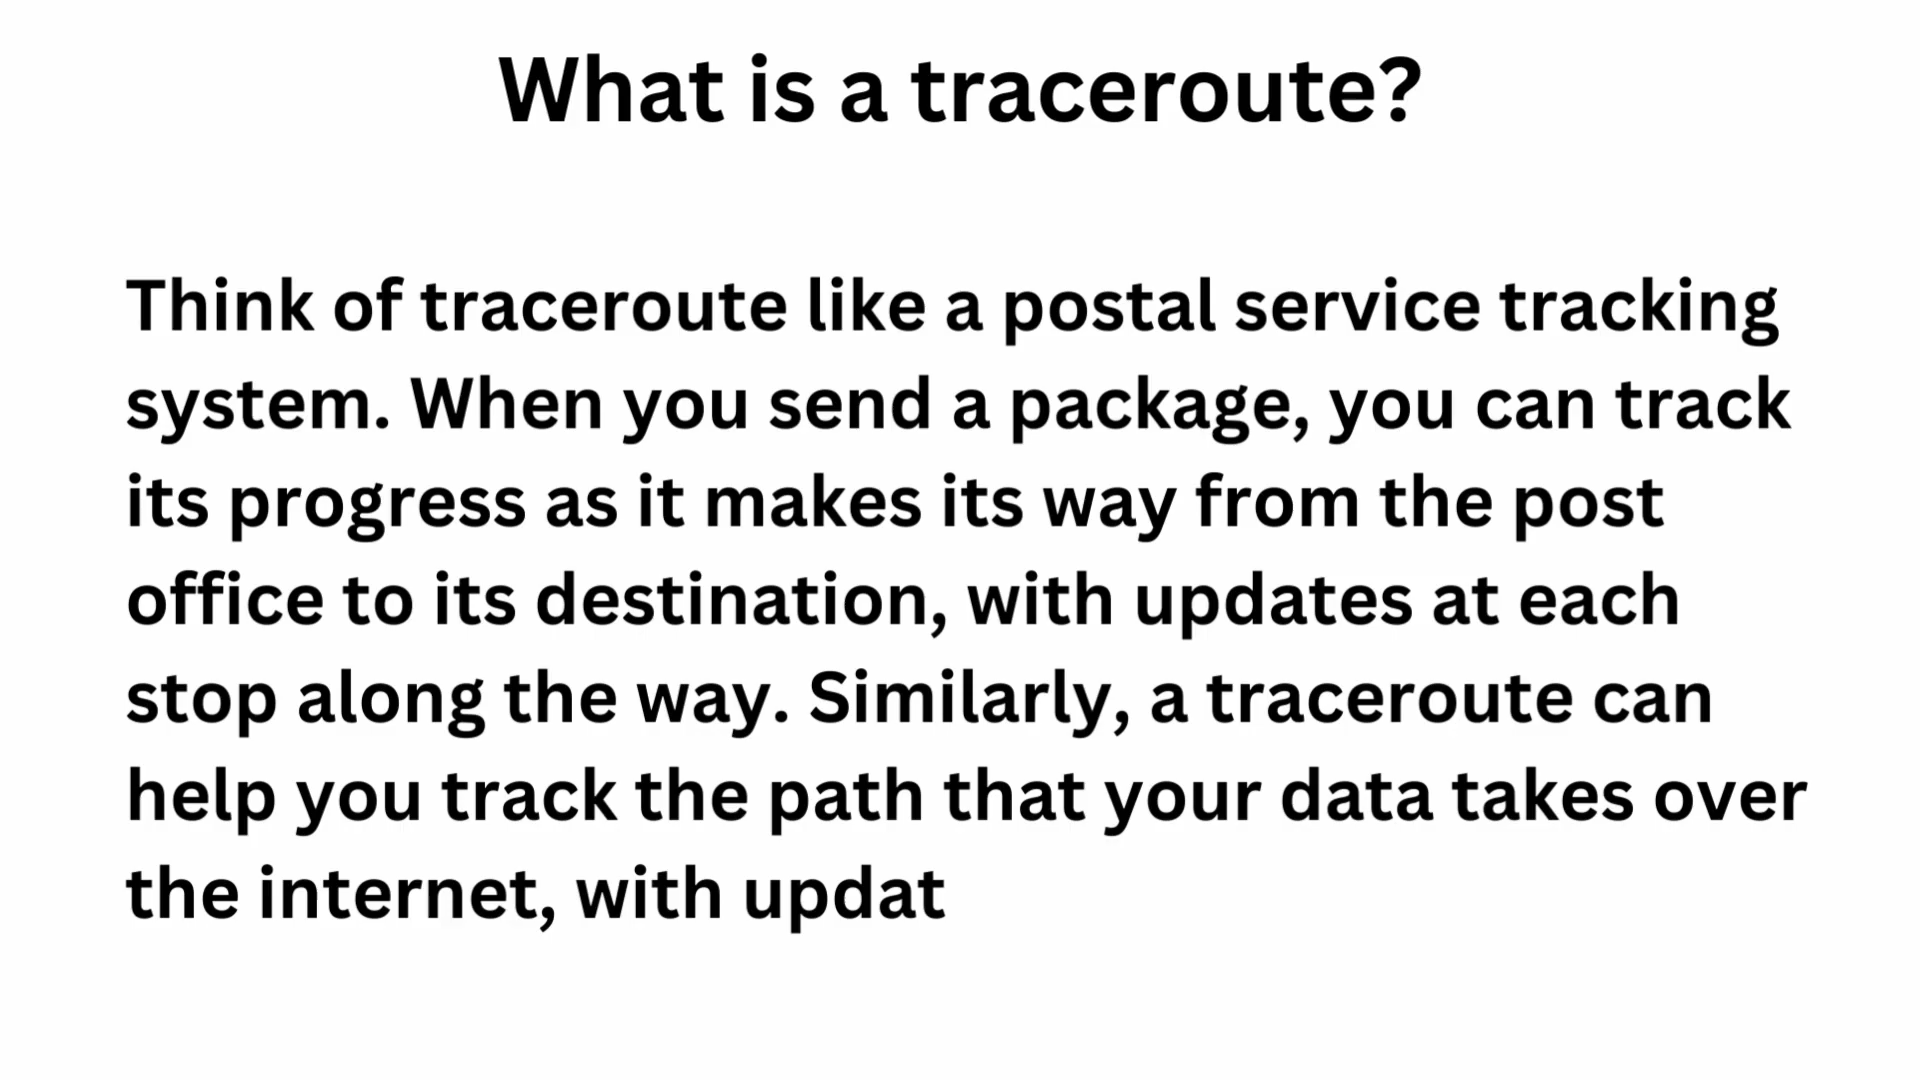 What is a traceroute?
Think of traceroute like a postal service tracking
system. When you send a package, you can track
its progress as it makes its way from the post
office to its destination, with updates at each
stop along the way. Similarly, a traceroute can
help you track the path that your data takes over
the internet, with updat